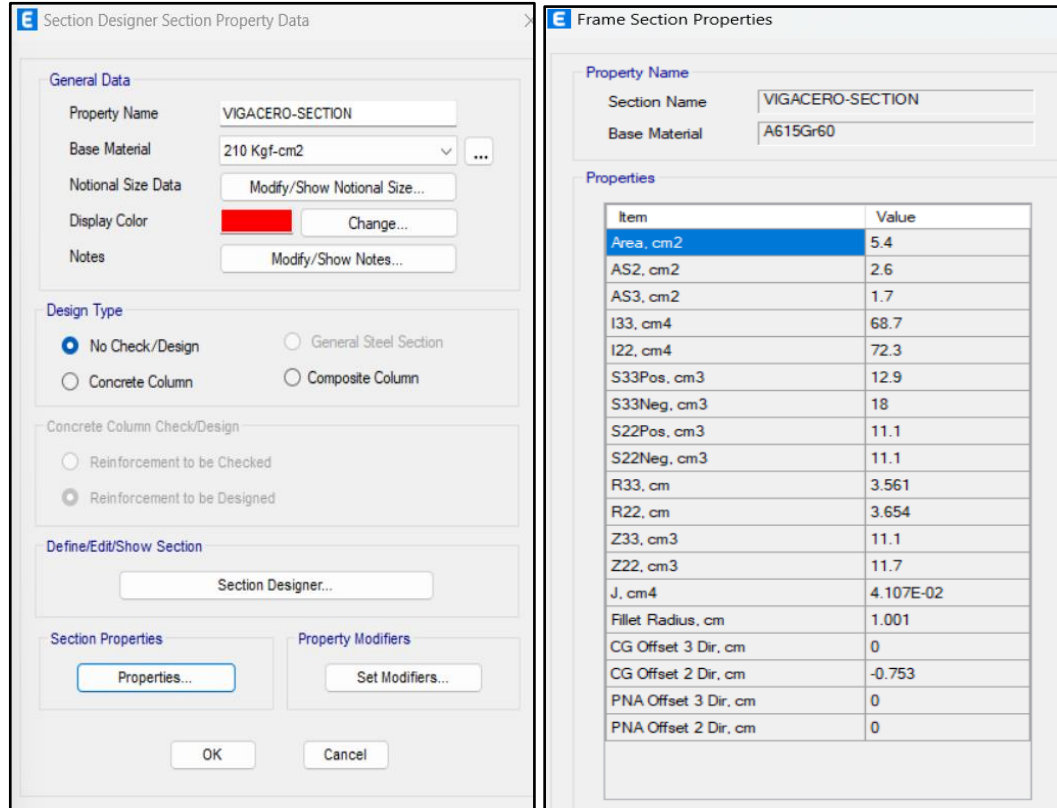 E Section Designer Section Property Data
General Data
Property Name VIGACERO-SECTION
Base Material 210 Kgf-cm2 ...
Notional Size Data Modify/Show Notional Size...
Display Color Change...
Notes Modify/Show Notes...
Design Type
No Check/Design General Steel Section
Concrete Column Composite Column
Concrete Column Check/Design
Reinforcement to be Checked
Reinforcement to be Designed
Define/Edit/Show Section
Section Designer...
Section Properties Property Modifiers
Properties... Set Modifiers...
OK Cancel
E Frame Section Properties
Property Name
Section Name VIGACERO-SECTION
Base Material A615Gr60
Properties
Item Value
Area, cm2 5.4
AS2, cm2 2.6
AS3, cm2 1.7
I33, cm4 68.7
I22, cm4 72.3
S33Pos, cm3 12.9
S33Neg, cm3 18
S22Pos, cm3 11.1
S22Neg, cm3 11.1
R33, cm 3.561
R22, cm 3.654
Z33, cm3 11.1
Z22, cm3 11.7
J, cm4 4.107E-02
Fillet Radius, cm 1.001
CG Offset 3 Dir, cm 0
CG Offset 2 Dir, cm -0.753
PNA Offset 3 Dir, cm 0
PNA Offset 2 Dir, cm 0